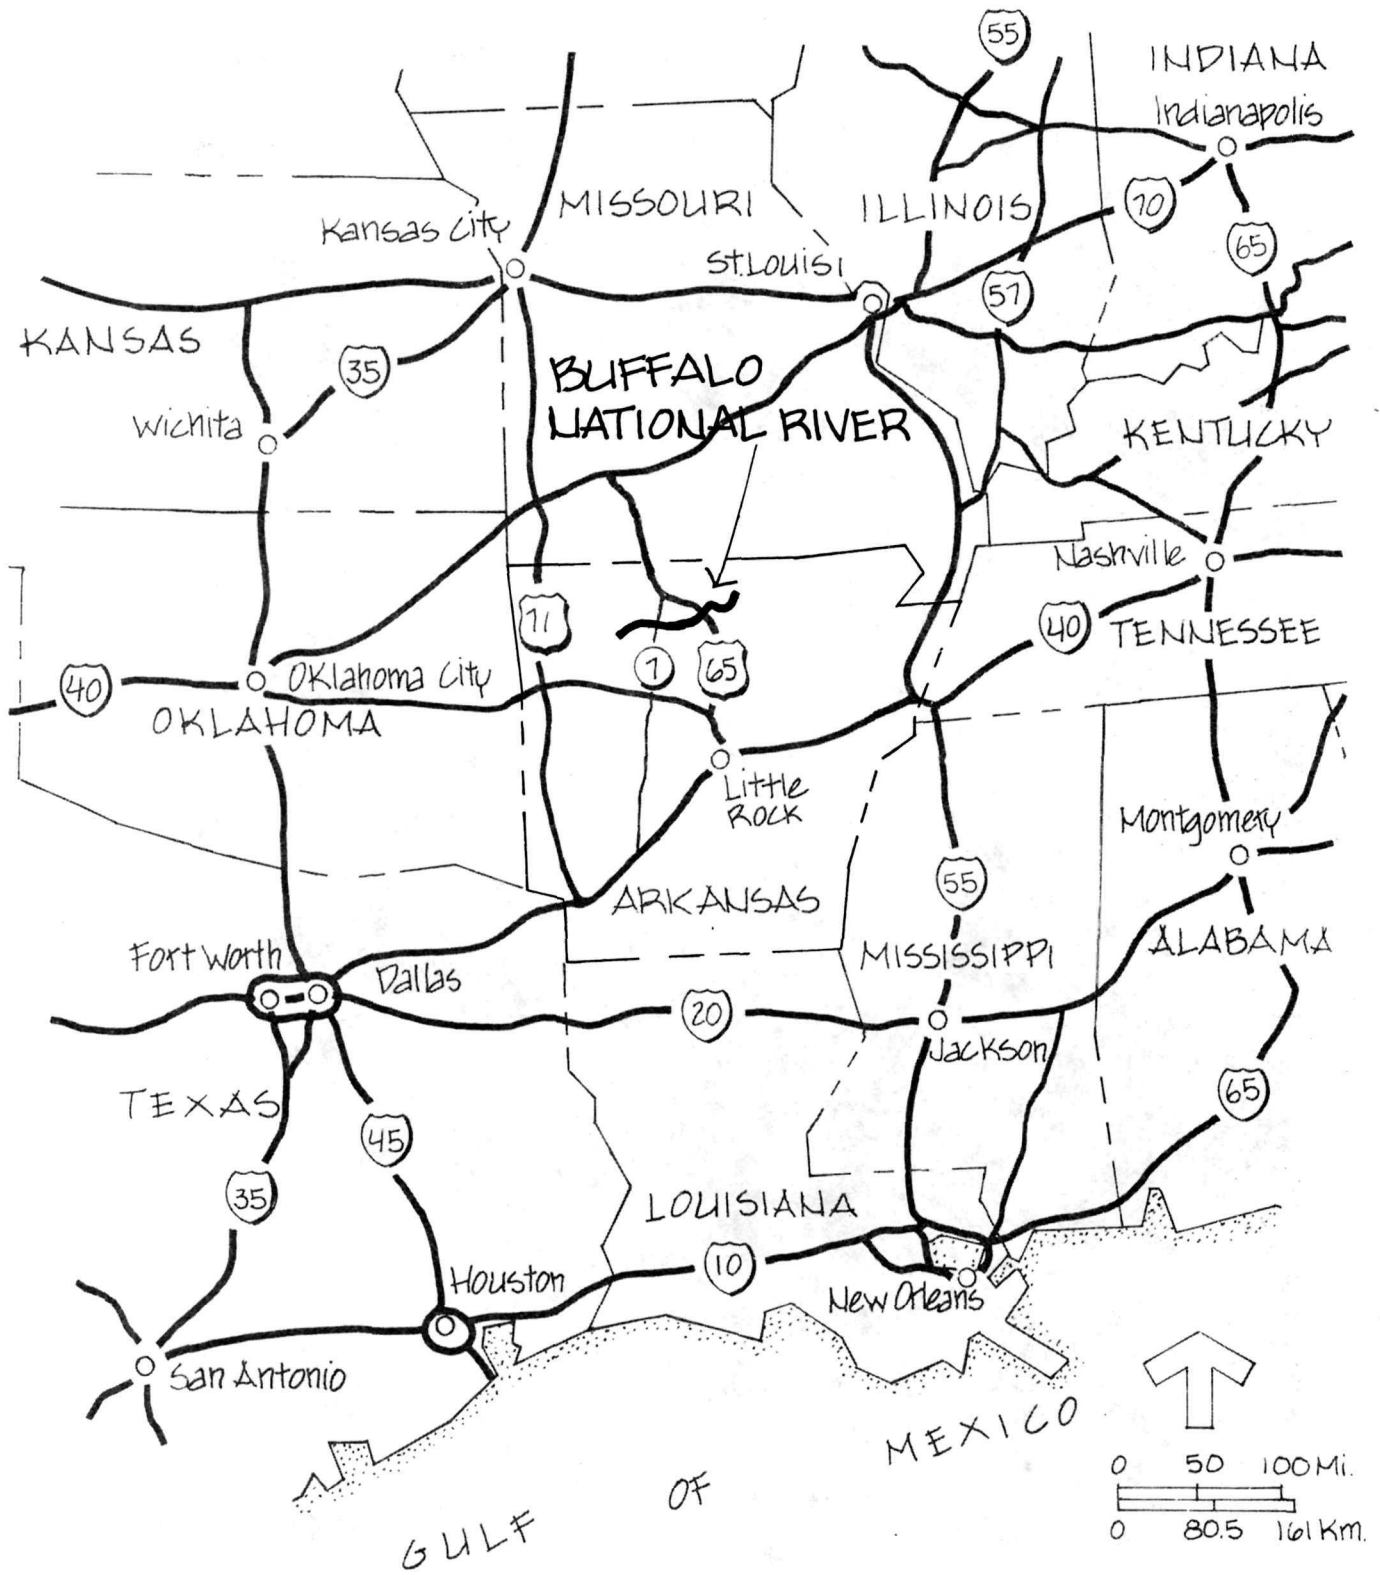 55
INDIANA
Indianapolis
MISSOURI
ILLINOIS
70
Kansas City
65
St. Louis
57
KANSAS
35
BUFFALO
NATIONAL RIVER
Wichita
KENTUCKY
Nashville
71
40
TENNESSEE
7
65
40
Oklahoma City
OKLAHOMA
Little
Rock
Montgomery
55
ARKANSAS
Fort Worth
MISSISSIPPI
ALABAMA
Dallas
20
Jackson
TEXAS
65
45
35
LOUISIANA
10
Houston
New Orleans
San Antonio
GULF OF MEXICO
0 50 100 Mi.
0 80.5 161 Km.